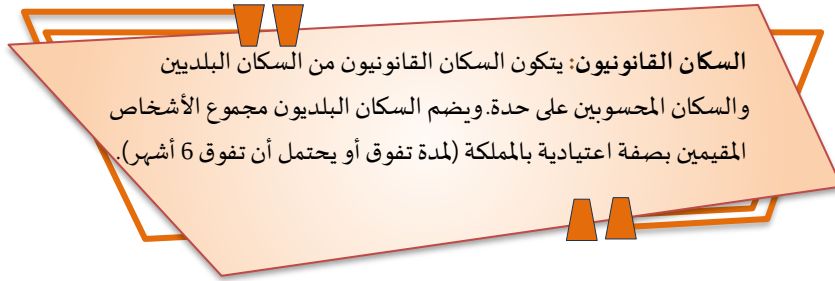 السكان القانونيون: يتكون السكان القانونيون من السكان البلديين
والسكان المحسوبين على حدة. ويضم السكان البلديون مجموع الأشخاص
المقيمين بصفة اعتيادية بالمملكة (لمدة تفوق أو يحتمل أن تفوق 6 أشهر).